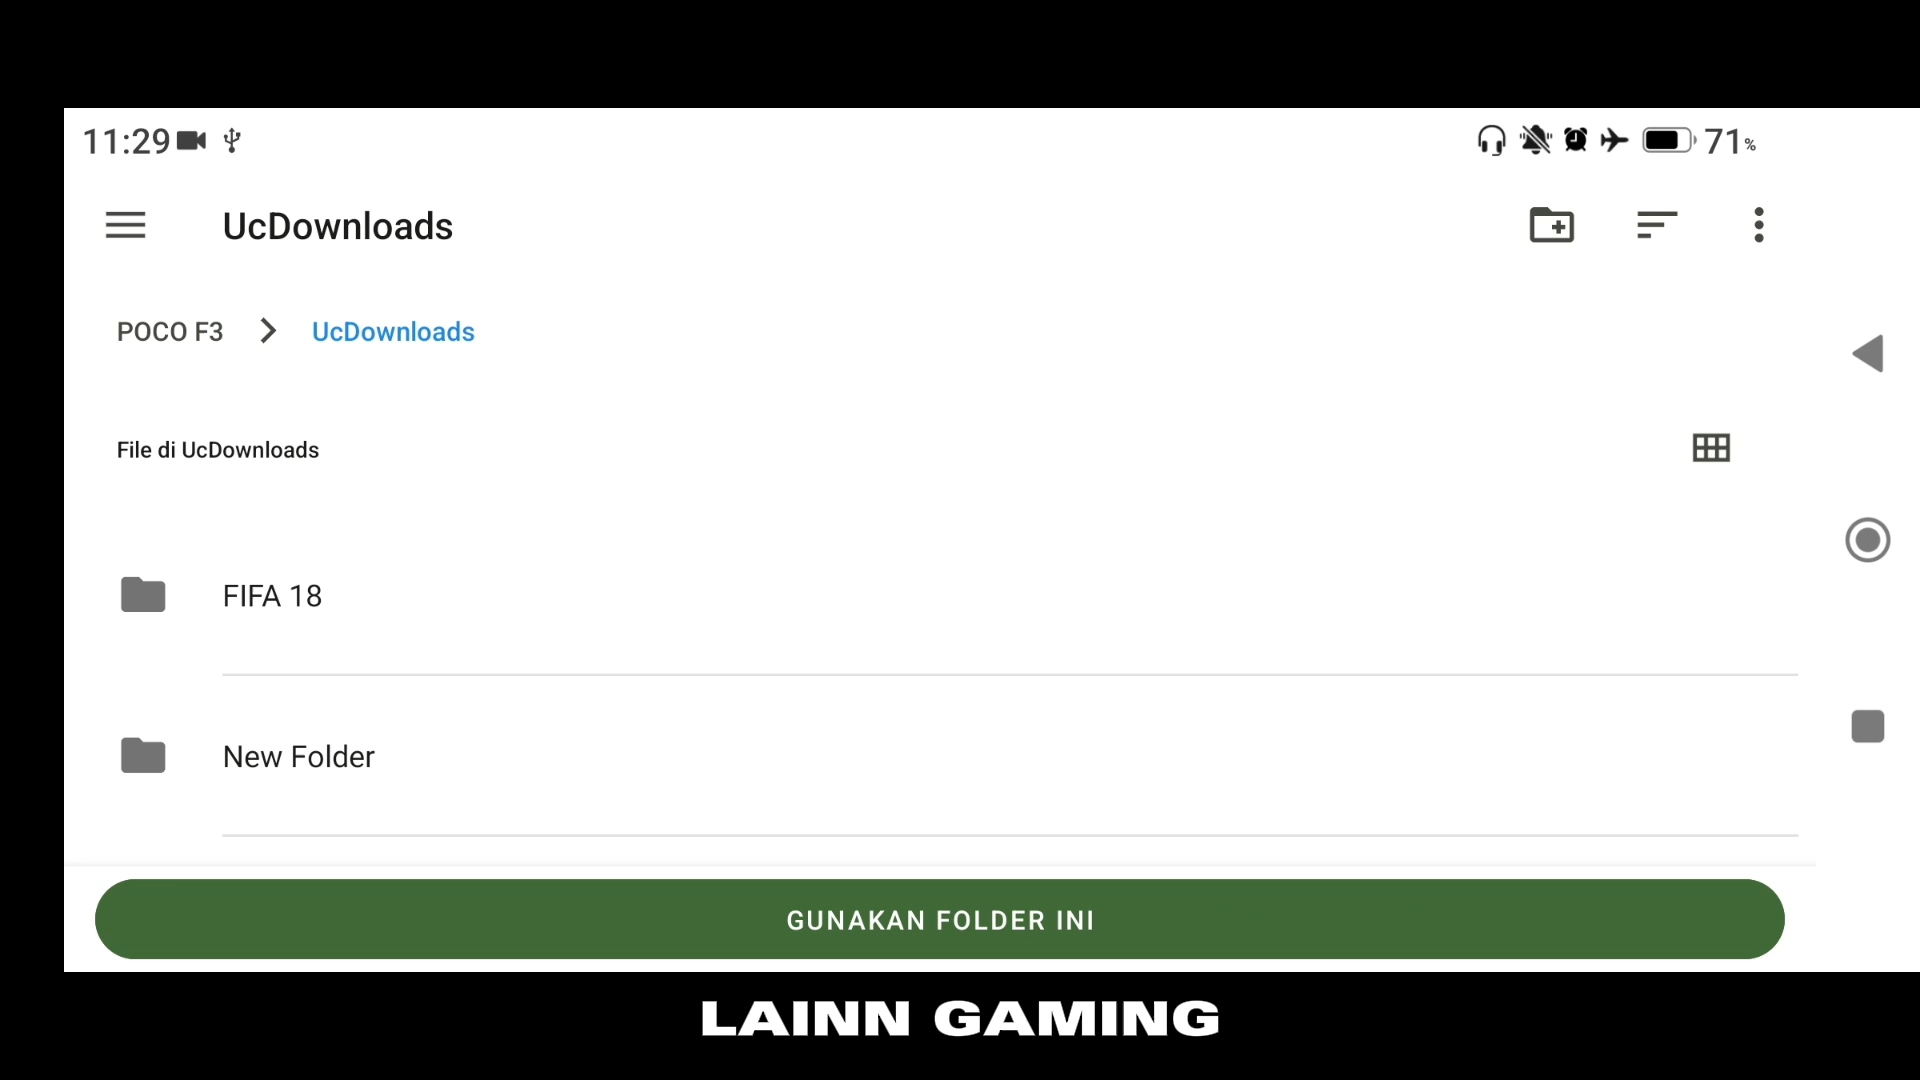 11:29
71%
UcDownloads
POCO F3 > UcDownloads
File di UcDownloads
FIFA 18
New Folder
GUNAKAN FOLDER INI
LAINN GAMING